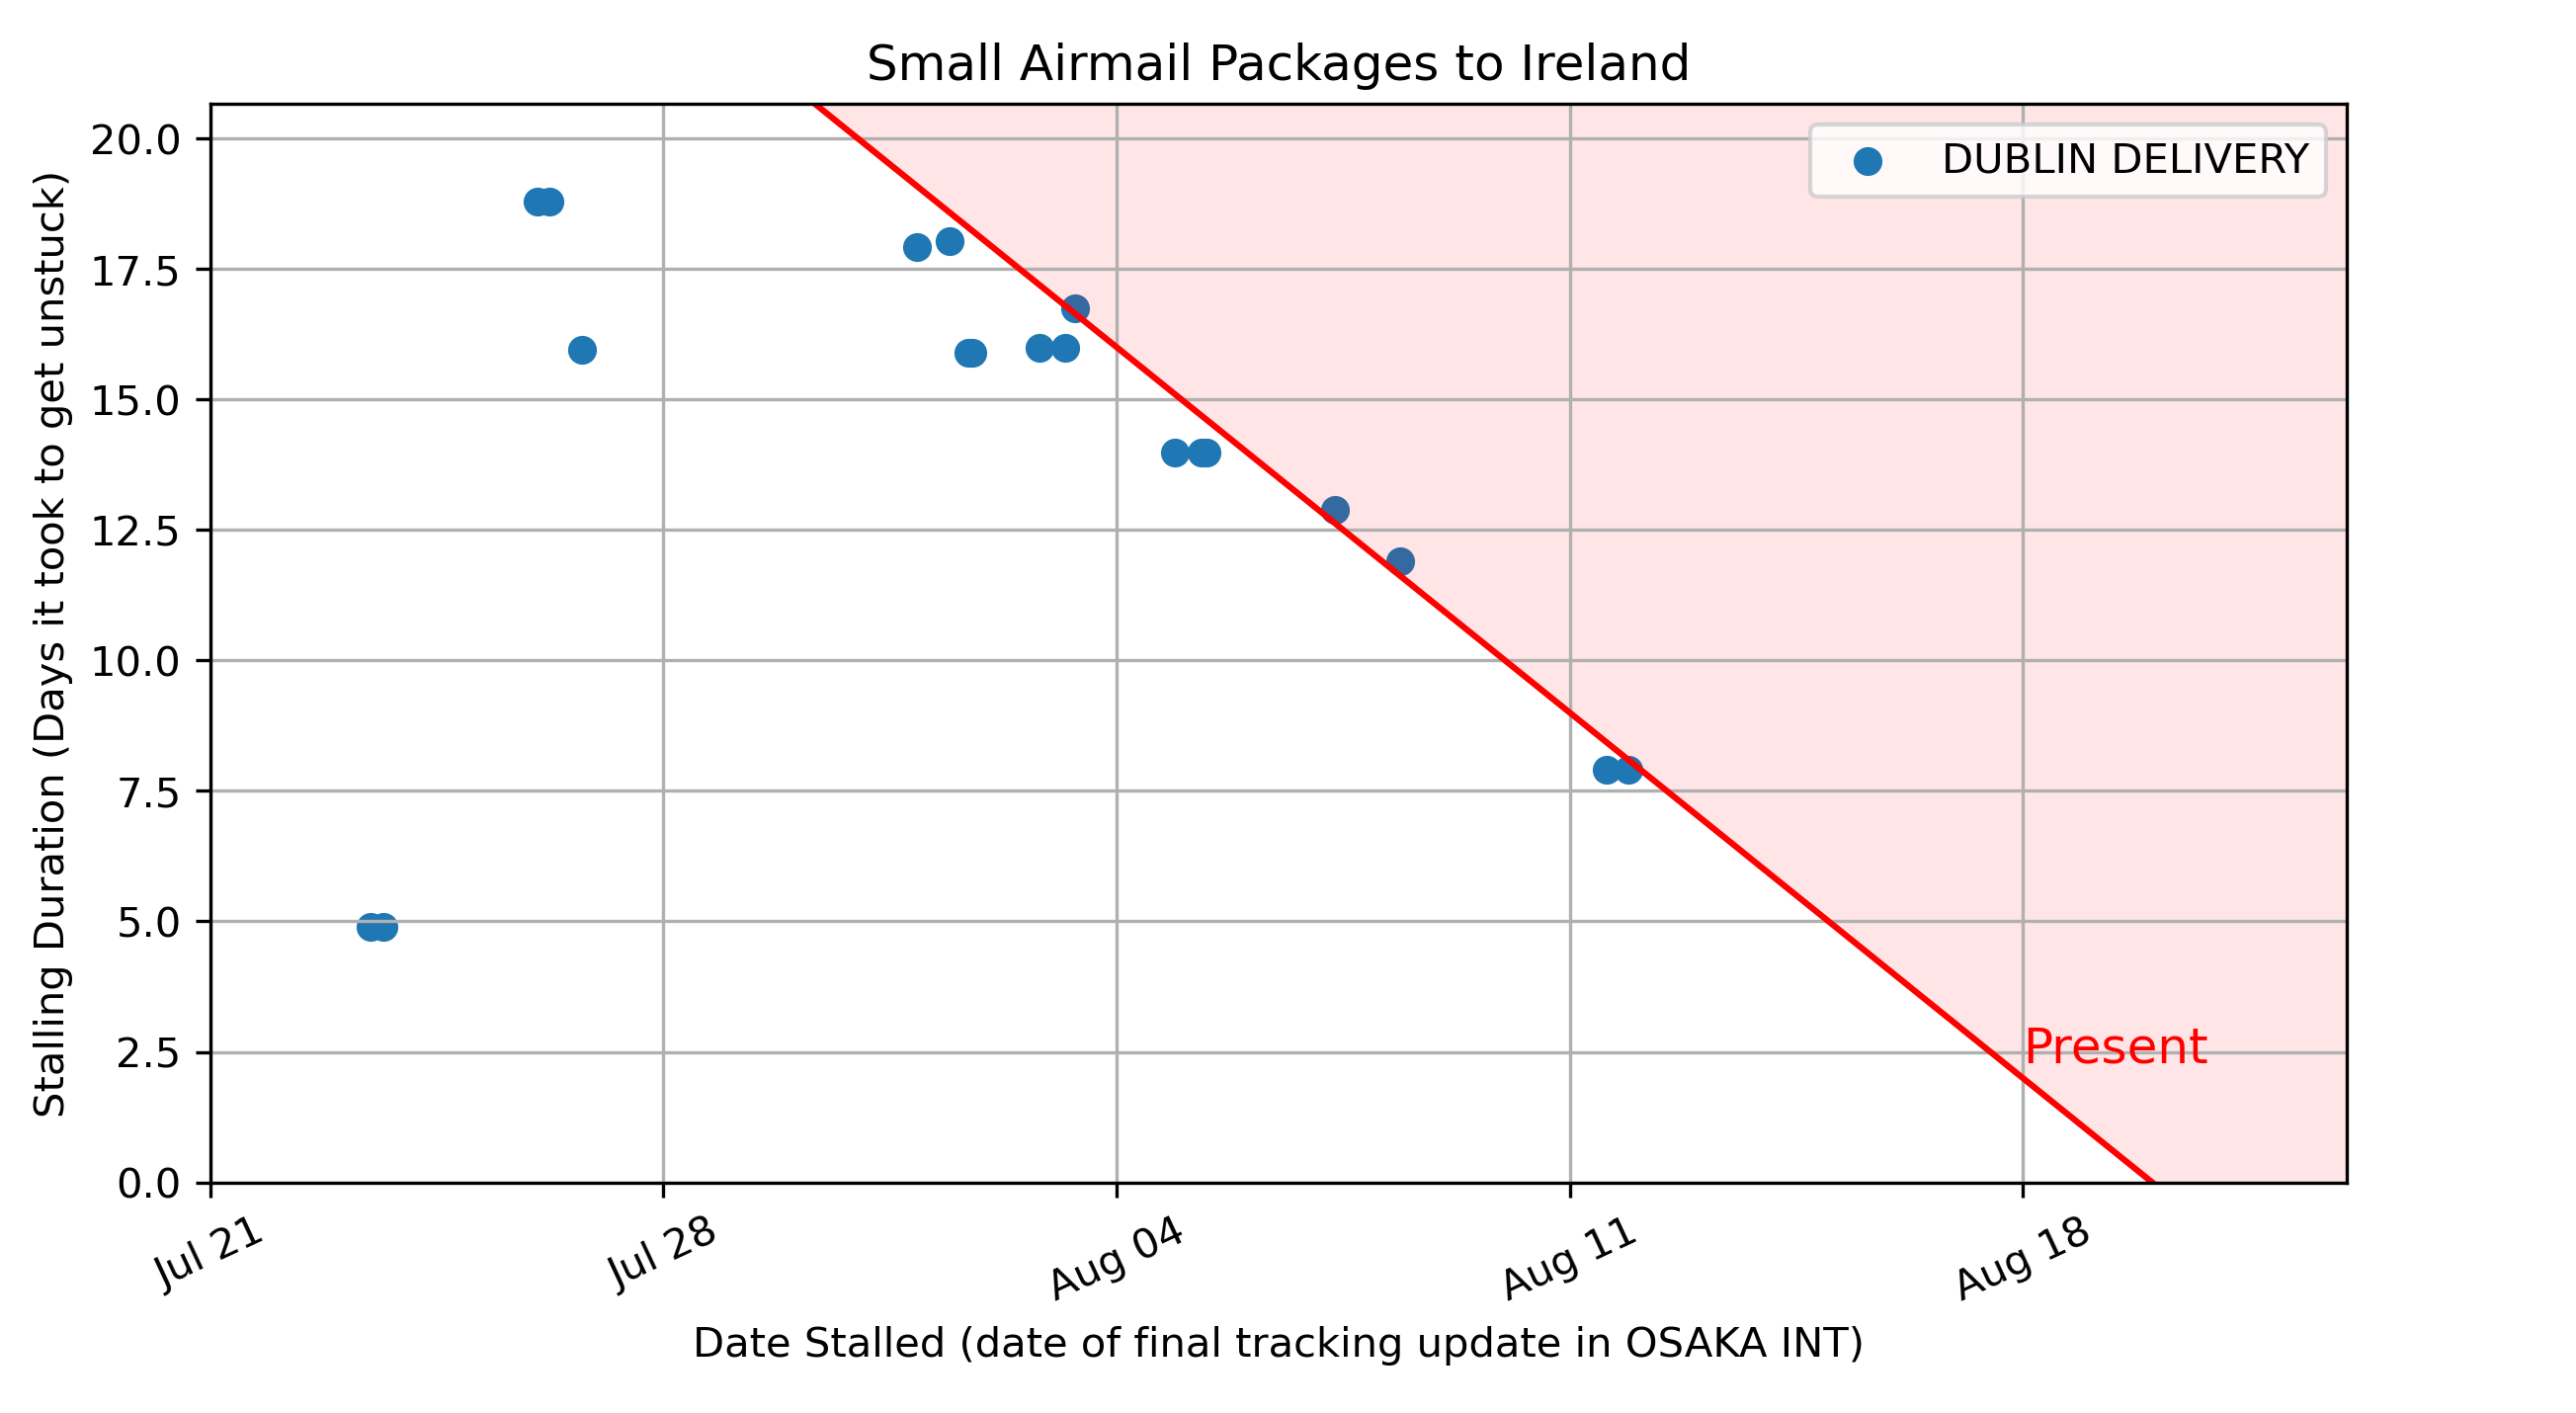 Small Airmail Packages to Ireland
DUBLIN DELIVERY
Stalling Duration (Days it took to get unstuck)
20.0
17.5
15.0
12.5
10.0
7.5
5.0
2.5
0.0
Present
Jul 21
Jul 28
Aug 04
Aug 11
Aug 18
Date Stalled (date of final tracking update in OSAKA INT)